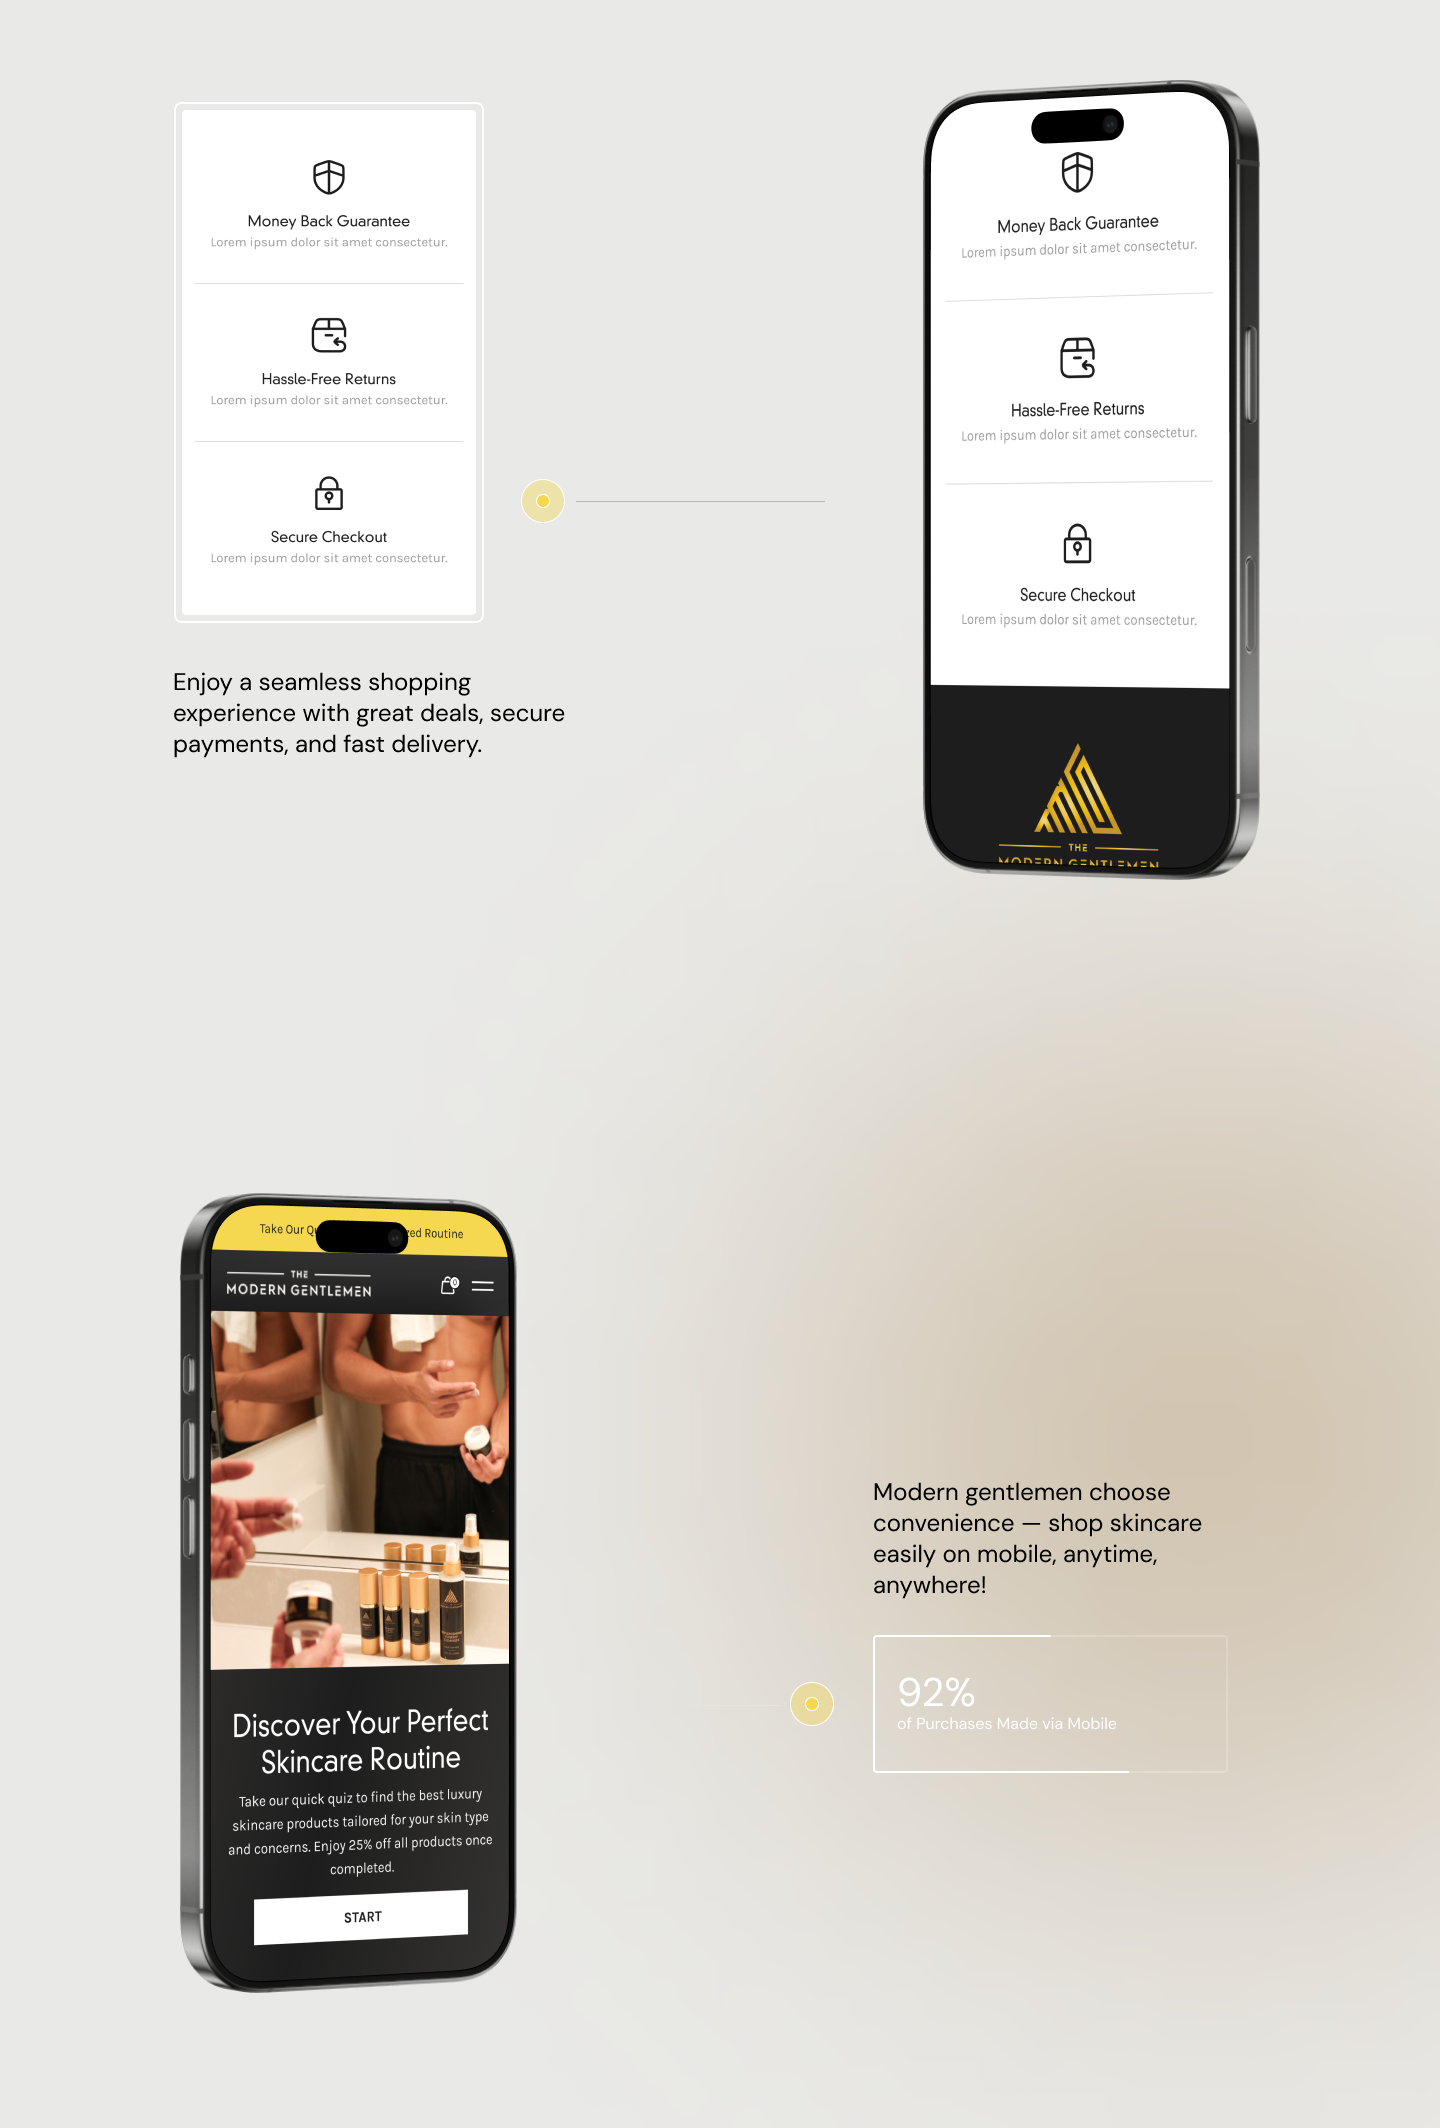 Money Back Guarantee
Lorem ipsum dolor sit amet consectetur.
Hassle-Free Returns
Lorem ipsum dolor sit amet consectetur.
Secure Checkout
Lorem ipsum dolor sit amet consectetur.
Enjoy a seamless shopping
experience with great deals, secure
payments, and fast delivery.
Money Back Guarantee
Lorem ipsum dolor sit amet consectetur.
Hassle-Free Returns
Lorem ipsum dolor sit amet consectetur.
Secure Checkout
Lorem ipsum dolor sit amet consectetur.
THE
MODERN GENTLEMEN
Take Our Routine
THE
MODERN GENTLEMEN
0
Discover Your Perfect
Skincare Routine
Take our quick quiz to find the best luxury
skincare products tailored for your skin type
and concerns. Enjoy 25% off all products once
completed.
START
Modern gentlemen choose
convenience — shop skincare
easily on mobile, anytime,
anywhere!
92%
of Purchases Made via Mobile